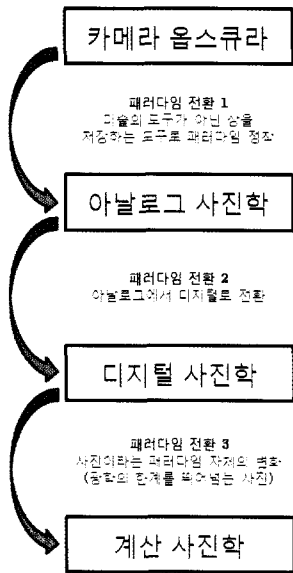 카메라 옵스큐라
패러다임 전환 1
미술의 도구가 아닌 상을
저장하는 도구로 패러다임 정착
아날로그 사진학
패러다임 전환 2
아날로그에서 디지털로 전환
디지털 사진학
패러다임 전환 3
사진이라는 패러다임 자체의 변화
(광학의 한계를 뛰어넘는 사진)
계산 사진학